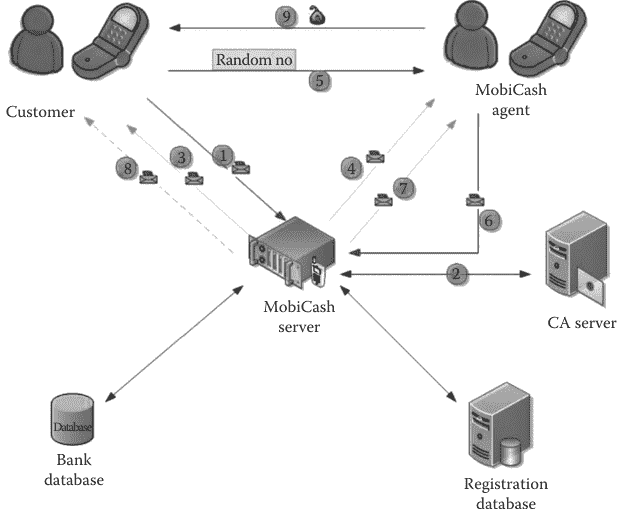 9
Random no
5
Customer
MobiCash
agent
8
3
1
4
7
6
2
MobiCash
server
CA server
Database
Bank
database
Registration
database